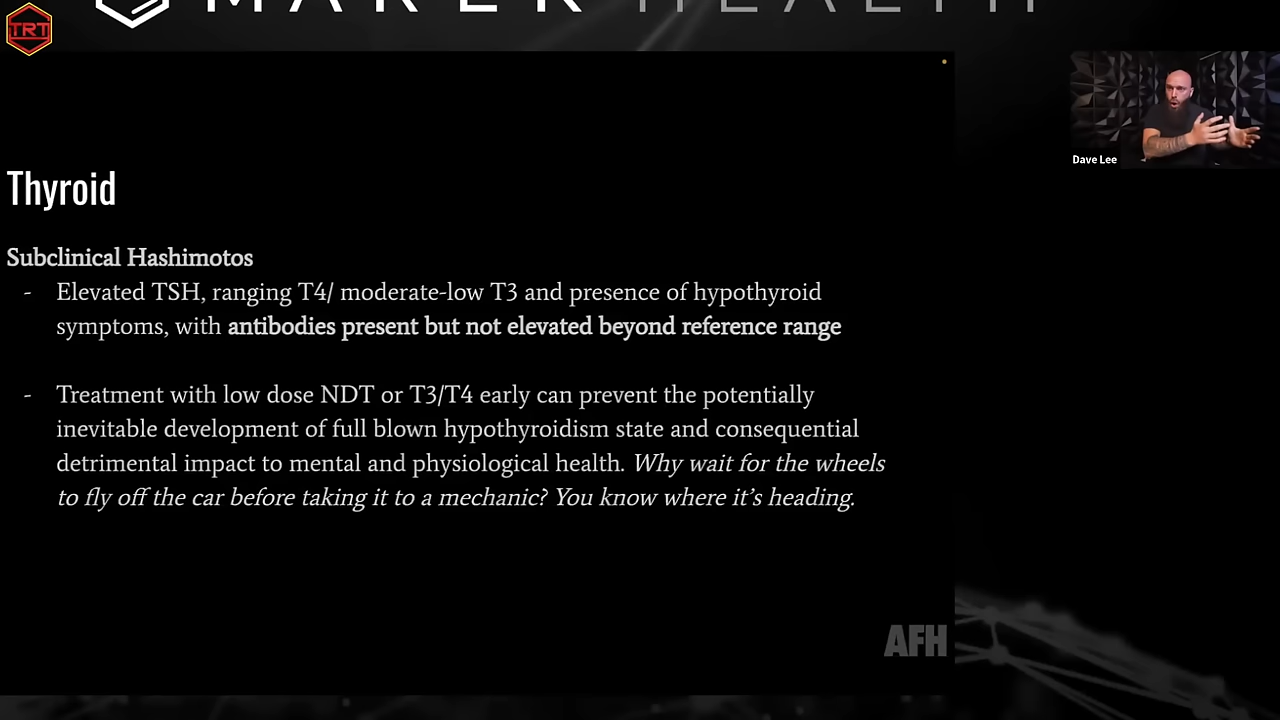 MAREK HEALTH
TRT
Dave Lee
Thyroid
Subclinical Hashimotos
- Elevated TSH, ranging T4/ moderate-low T3 and presence of hypothyroid
symptoms, with antibodies present but not elevated beyond reference range
- Treatment with low dose NDT or T3/T4 early can prevent the potentially
inevitable development of full blown hypothyroidism state and consequential
detrimental impact to mental and physiological health. Why wait for the wheels
to fly off the car before taking it to a mechanic? You know where it’s heading.
AFH